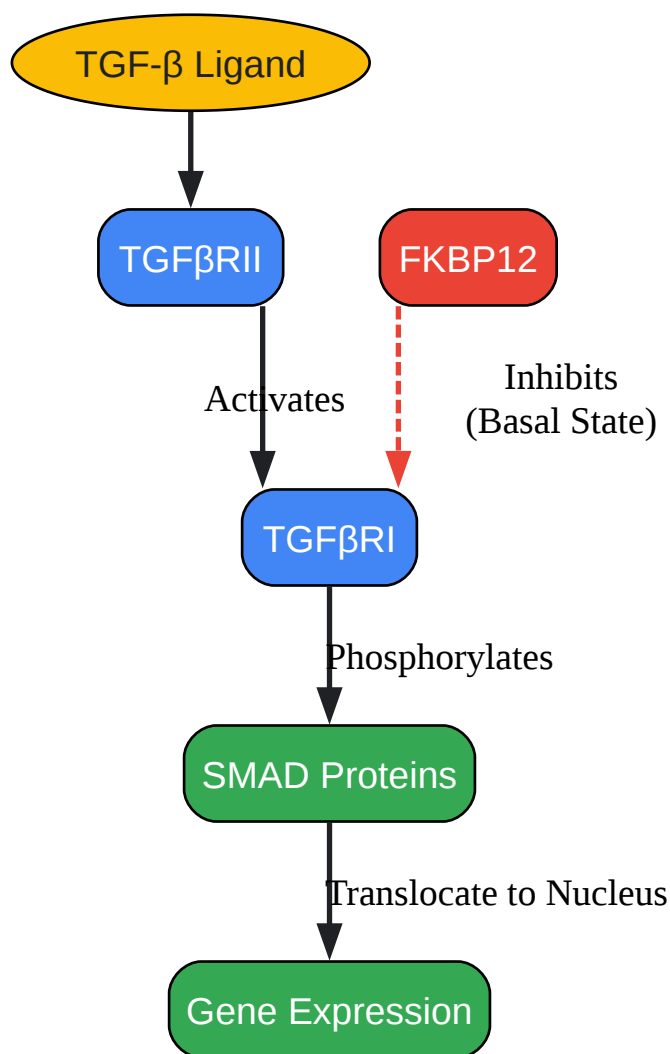 TGF-β Ligand
TGFβRII
FKBP12
Activates
Inhibits
(Basal State)
TGFβRI
Phosphorylates
SMAD Proteins
Translocate to Nucleus
Gene Expression